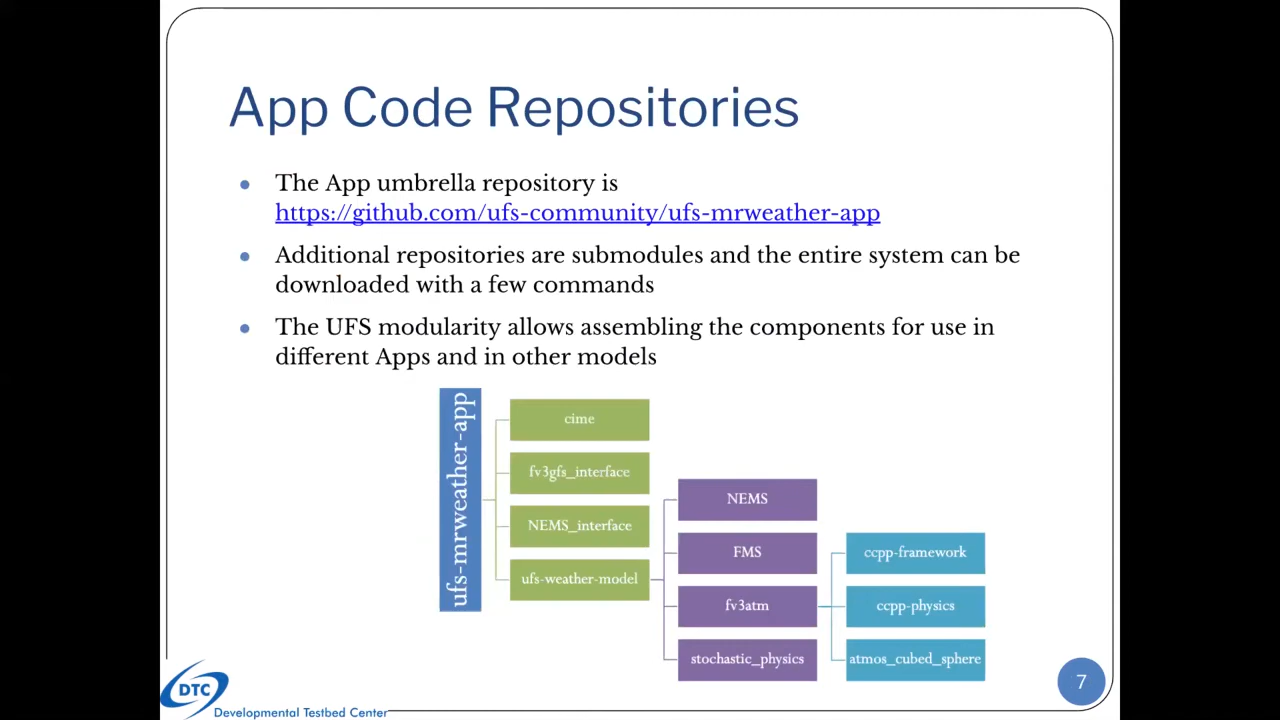 App Code Repositories
● The App umbrella repository is
https://github.com/ufs-community/ufs-mrweather-app
● Additional repositories are submodules and the entire system can be
downloaded with a few commands
● The UFS modularity allows assembling the components for use in
different Apps and in other models
ufs-mrweather-app
cime
fv3gfs_interface
NEMS_interface
ufs-weather-model
NEMS
FMS
fv3atm
stochastic_physics
ccpp-framework
ccpp-physics
atmos_cubed_sphere
DTC
Developmental Testbed Center
7